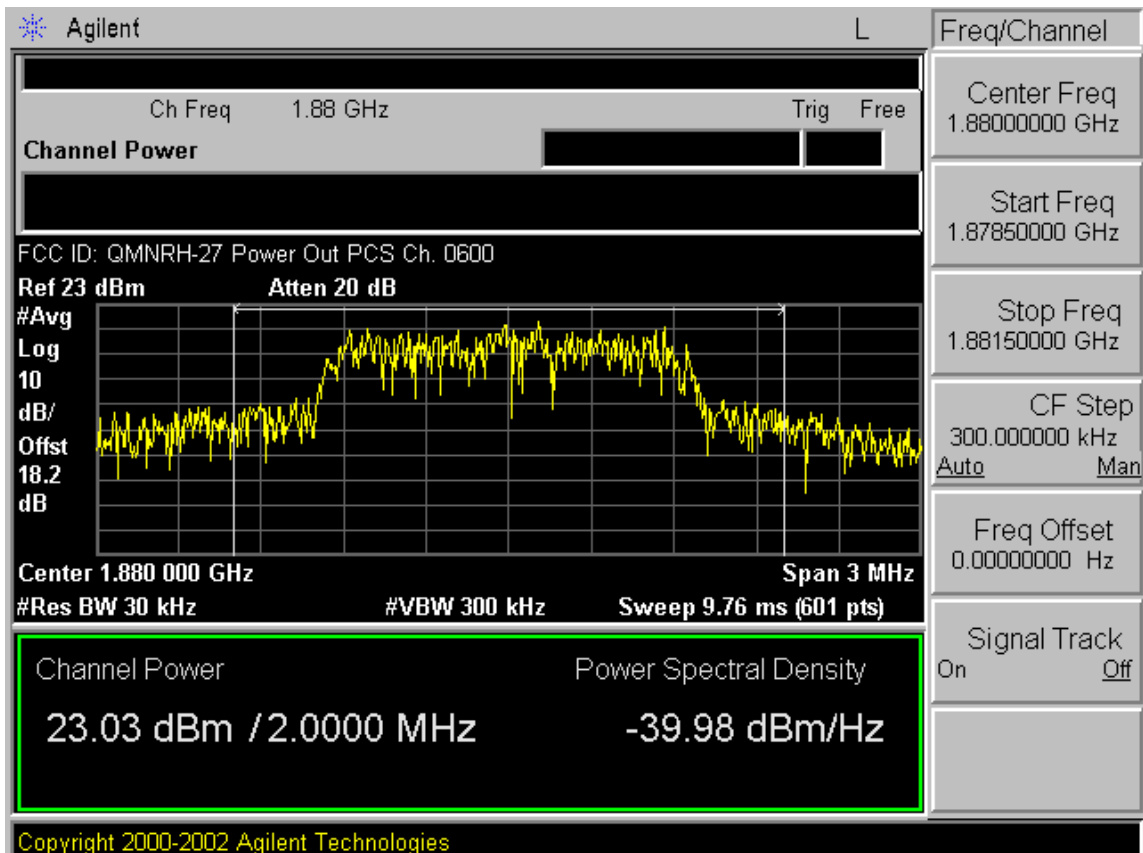 Agilent L
Freq/Channel
Ch Freq 1.88 GHz Trig Free
Channel Power
FCC ID: QMNRH-27 Power Out PCS Ch. 0600
Ref 23 dBm Atten 20 dB
#Avg
Log
10
dB/
Offst
18.2
dB
Center 1.880 000 GHz Span 3 MHz
#Res BW 30 kHz #VBW 300 kHz Sweep 9.76 ms (601 pts)
Channel Power Power Spectral Density
23.03 dBm / 2.0000 MHz -39.98 dBm/Hz
Center Freq
1.88000000 GHz
Start Freq
1.87850000 GHz
Stop Freq
1.88150000 GHz
CF Step
300.000000 kHz
Auto Man
Freq Offset
0.00000000 Hz
Signal Track
On Off
Copyright 2000-2002 Agilent Technologies